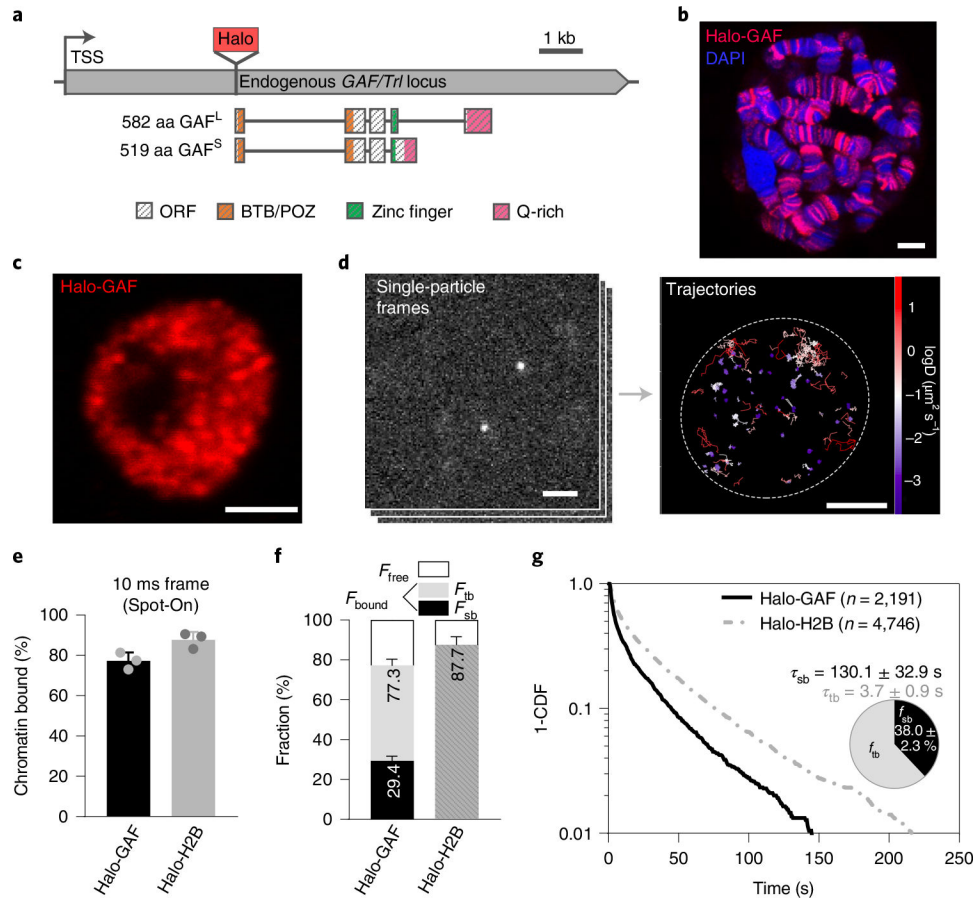 a
TSS
Halo
1 kb
Endogenous GAF/Trl locus
582 aa GAF^L
519 aa GAF^S
ORF
BTB/POZ
Zinc finger
Q-rich
b
Halo-GAF
DAPI
c
Halo-GAF
d
Single-particle
frames
Trajectories
1
0
−1
−2
−3
logD (μm² s⁻¹)
e
10 ms frame
(Spot-On)
Chromatin bound (%)
100
80
60
40
20
0
Halo-GAF
Halo-H2B
f
F_free
F_bound
F_tb
F_sb
Fraction (%)
100
80
60
40
20
0
77.3
29.4
87.7
Halo-GAF
Halo-H2B
g
1-CDF
1.0
0.1
0.01
Halo-GAF (n = 2,191)
Halo-H2B (n = 4,746)
τ_sb = 130.1 ± 32.9 s
τ_tb = 3.7 ± 0.9 s
f_sb
38.0 ±
2.3 %
f_tb
0
50
100
150
200
250
Time (s)